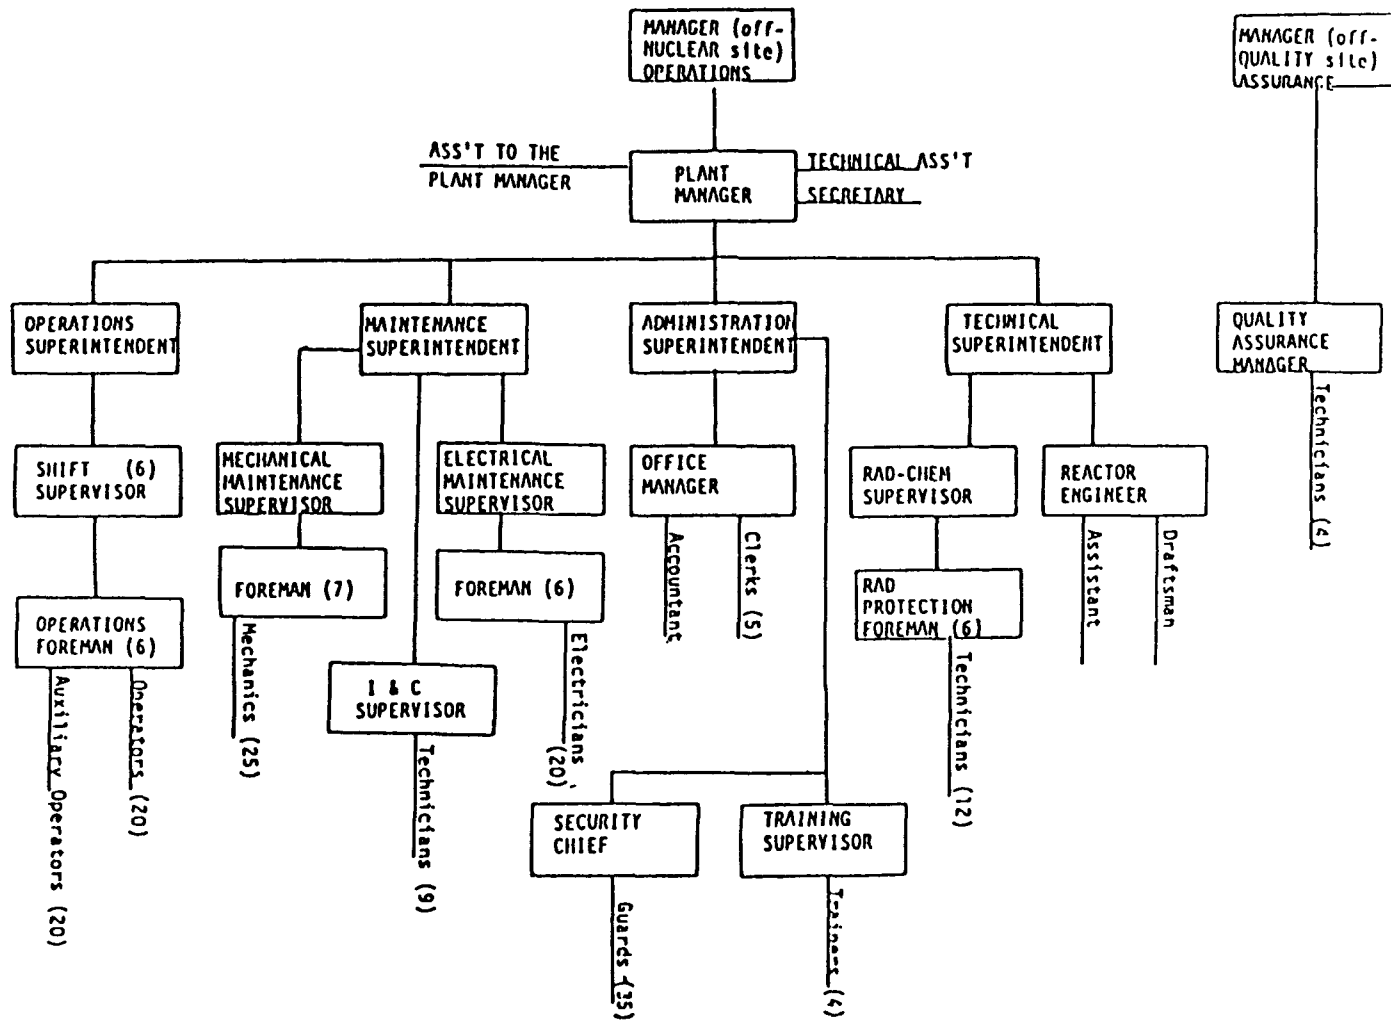 MANAGER (off-
NUCLEAR site)
OPERATIONS
MANAGER (off-
QUALITY site)
ASSURANCE
ASS'T TO THE
PLANT MANAGER
PLANT
MANAGER
TECHNICAL ASS'T
SECRETARY
OPERATIONS
SUPERINTENDENT
MAINTENANCE
SUPERINTENDENT
ADMINISTRATION
SUPERINTENDENT
TECHNICAL
SUPERINTENDENT
QUALITY
ASSURANCE
MANAGER
Technicians (4)
SHIFT (6)
SUPERVISOR
MECHANICAL
MAINTENANCE
SUPERVISOR
ELECTRICAL
MAINTENANCE
SUPERVISOR
OFFICE
MANAGER
RAD-CHEM
SUPERVISOR
REACTOR
ENGINEER
Accountant
Clerks (5)
Assistant
Draftsman
OPERATIONS
FOREMAN (6)
FOREMAN (7)
FOREMAN (6)
RAD
PROTECTION
FOREMAN (6)
Auxiliary Operators (20)
Operators (20)
Mechanics (25)
I & C
SUPERVISOR
Technicians (9)
Electricians (20)
Technicians (12)
SECURITY
CHIEF
TRAINING
SUPERVISOR
Guards (35)
Trainers (4)